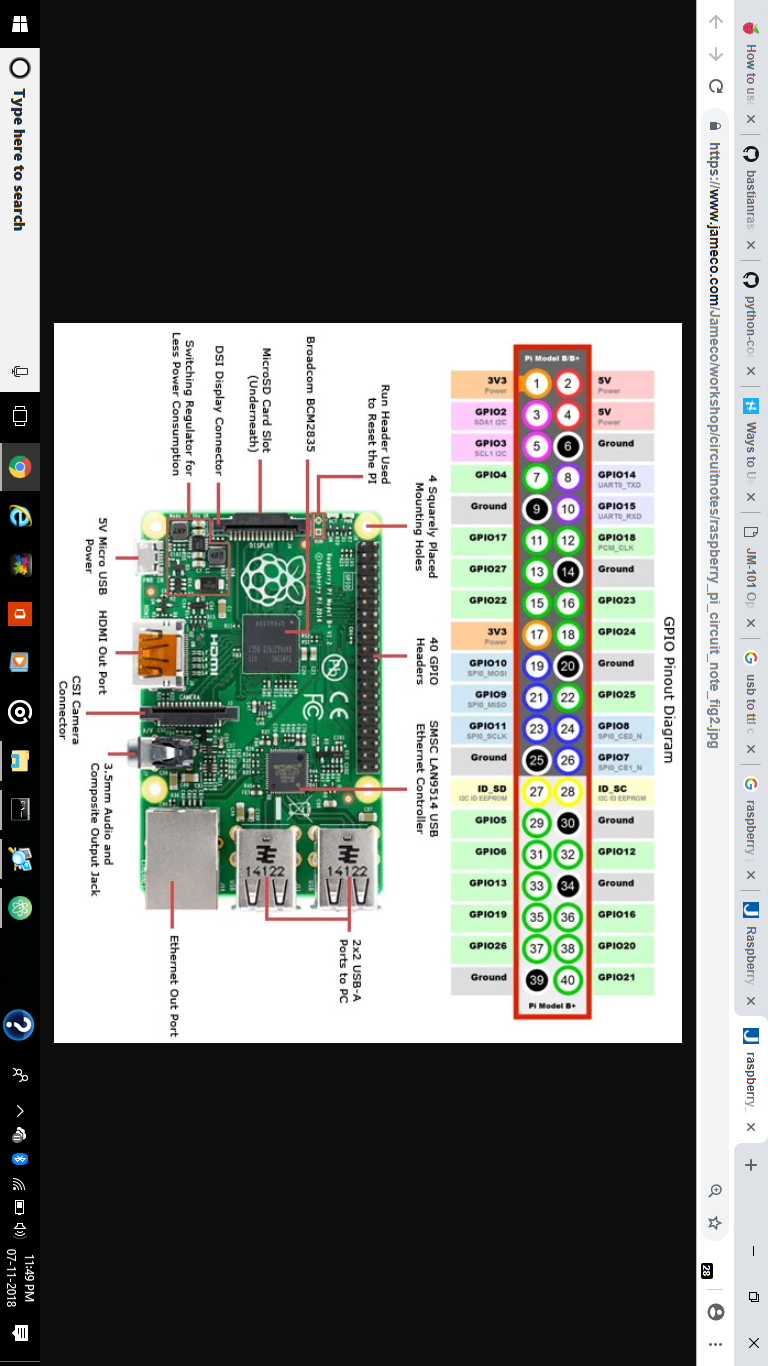 How to us
bastianras
python-co
Ways to U
JM-101 Op
usb to ttl c
raspberry
Raspberry
raspberry_
https://www.jameco.com/Jameco/workshop/circuitnotes/raspberry_pi_circuit_note_fig2.jpg
28
GPIO Pinout Diagram
Pi Model B/B+
3V3 Power 1 2 5V Power
GPIO2 SDA1 I2C 3 4 5V Power
GPIO3 SCL1 I2C 5 6 Ground
GPIO4 7 8 GPIO14 UART0_TXD
Ground 9 10 GPIO15 UART0_RXD
GPIO17 11 12 GPIO18 PCM_CLK
GPIO27 13 14 Ground
GPIO22 15 16 GPIO23
3V3 Power 17 18 GPIO24
GPIO10 SPI0_MOSI 19 20 Ground
GPIO9 SPI0_MISO 21 22 GPIO25
GPIO11 SPI0_SCLK 23 24 GPIO8 SPI0_CE0_N
Ground 25 26 GPIO7 SPI0_CE1_N
ID_SD I2C ID EEPROM 27 28 ID_SC I2C ID EEPROM
GPIO5 29 30 Ground
GPIO6 31 32 GPIO12
GPIO13 33 34 Ground
GPIO19 35 36 GPIO16
GPIO26 37 38 GPIO20
Ground 39 40 GPIO21
Pi Model B+
Run Header Used
to Reset the PI
4 Squarely Placed
Mounting Holes
40 GPIO
Headers
SMSC LAN9514 USB
Ethernet Controller
Broadcom BCM2835
MicroSD Card Slot
(Underneath)
DSI Display Connector
Switching Regulator for
Less Power Consumption
5V Micro USB
Power
HDMI Out Port
CSI Camera
Connector
3.5mm Audio and
Composite Output Jack
Ethernet Out Port
2x2 USB-A
Ports to PC
Raspberry Pi Model B+ V1.2
© Raspberry Pi 2014
DISPLAY
GPIO
HDMI
CAMERA
PWR IN
A/V
CE
FC
14122
14122
Type here to search
11:49 PM
07-11-2018